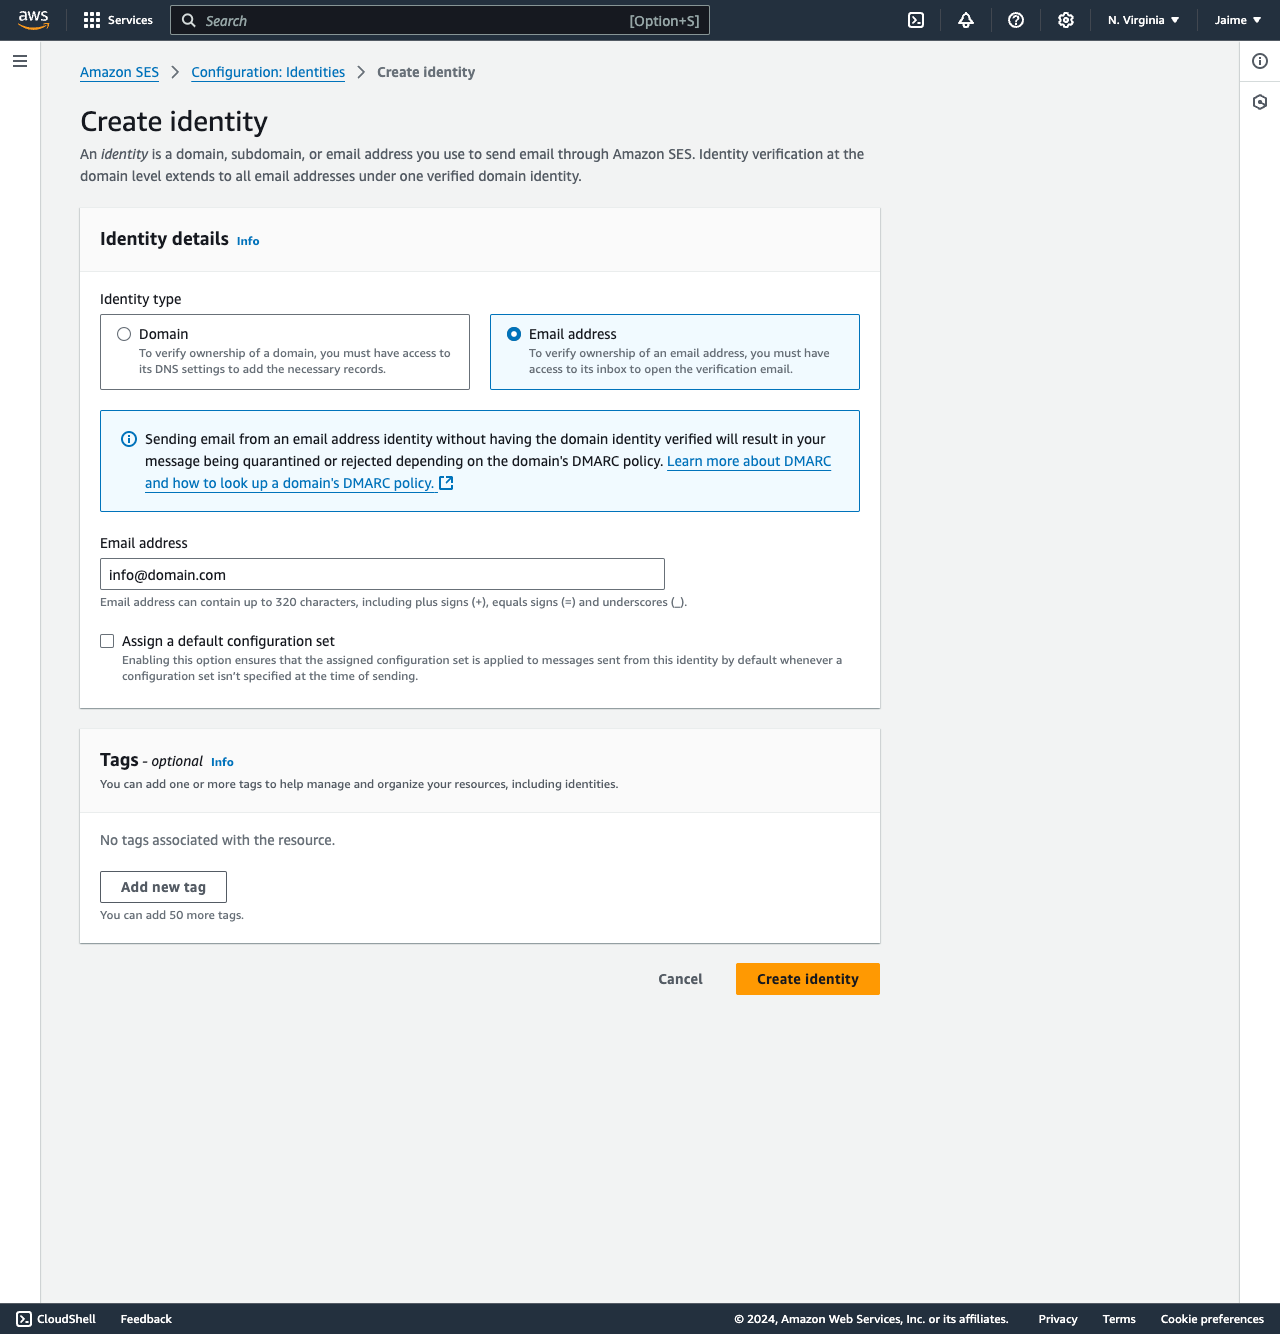 aws
Services
Search
[Option+S]
N. Virginia
Jaime
Amazon SES
Configuration: Identities
Create identity
Create identity
An identity is a domain, subdomain, or email address you use to send email through Amazon SES. Identity verification at the
domain level extends to all email addresses under one verified domain identity.
Identity details Info
Identity type
Domain
To verify ownership of a domain, you must have access to
its DNS settings to add the necessary records.
Email address
To verify ownership of an email address, you must have
access to its inbox to open the verification email.
Sending email from an email address identity without having the domain identity verified will result in your
message being quarantined or rejected depending on the domain's DMARC policy. Learn more about DMARC
and how to look up a domain's DMARC policy.
Email address
info@domain.com
Email address can contain up to 320 characters, including plus signs (+), equals signs (=) and underscores (_).
Assign a default configuration set
Enabling this option ensures that the assigned configuration set is applied to messages sent from this identity by default whenever a
configuration set isn’t specified at the time of sending.
Tags - optional Info
You can add one or more tags to help manage and organize your resources, including identities.
No tags associated with the resource.
Add new tag
You can add 50 more tags.
Cancel
Create identity
CloudShell
Feedback
© 2024, Amazon Web Services, Inc. or its affiliates.
Privacy
Terms
Cookie preferences